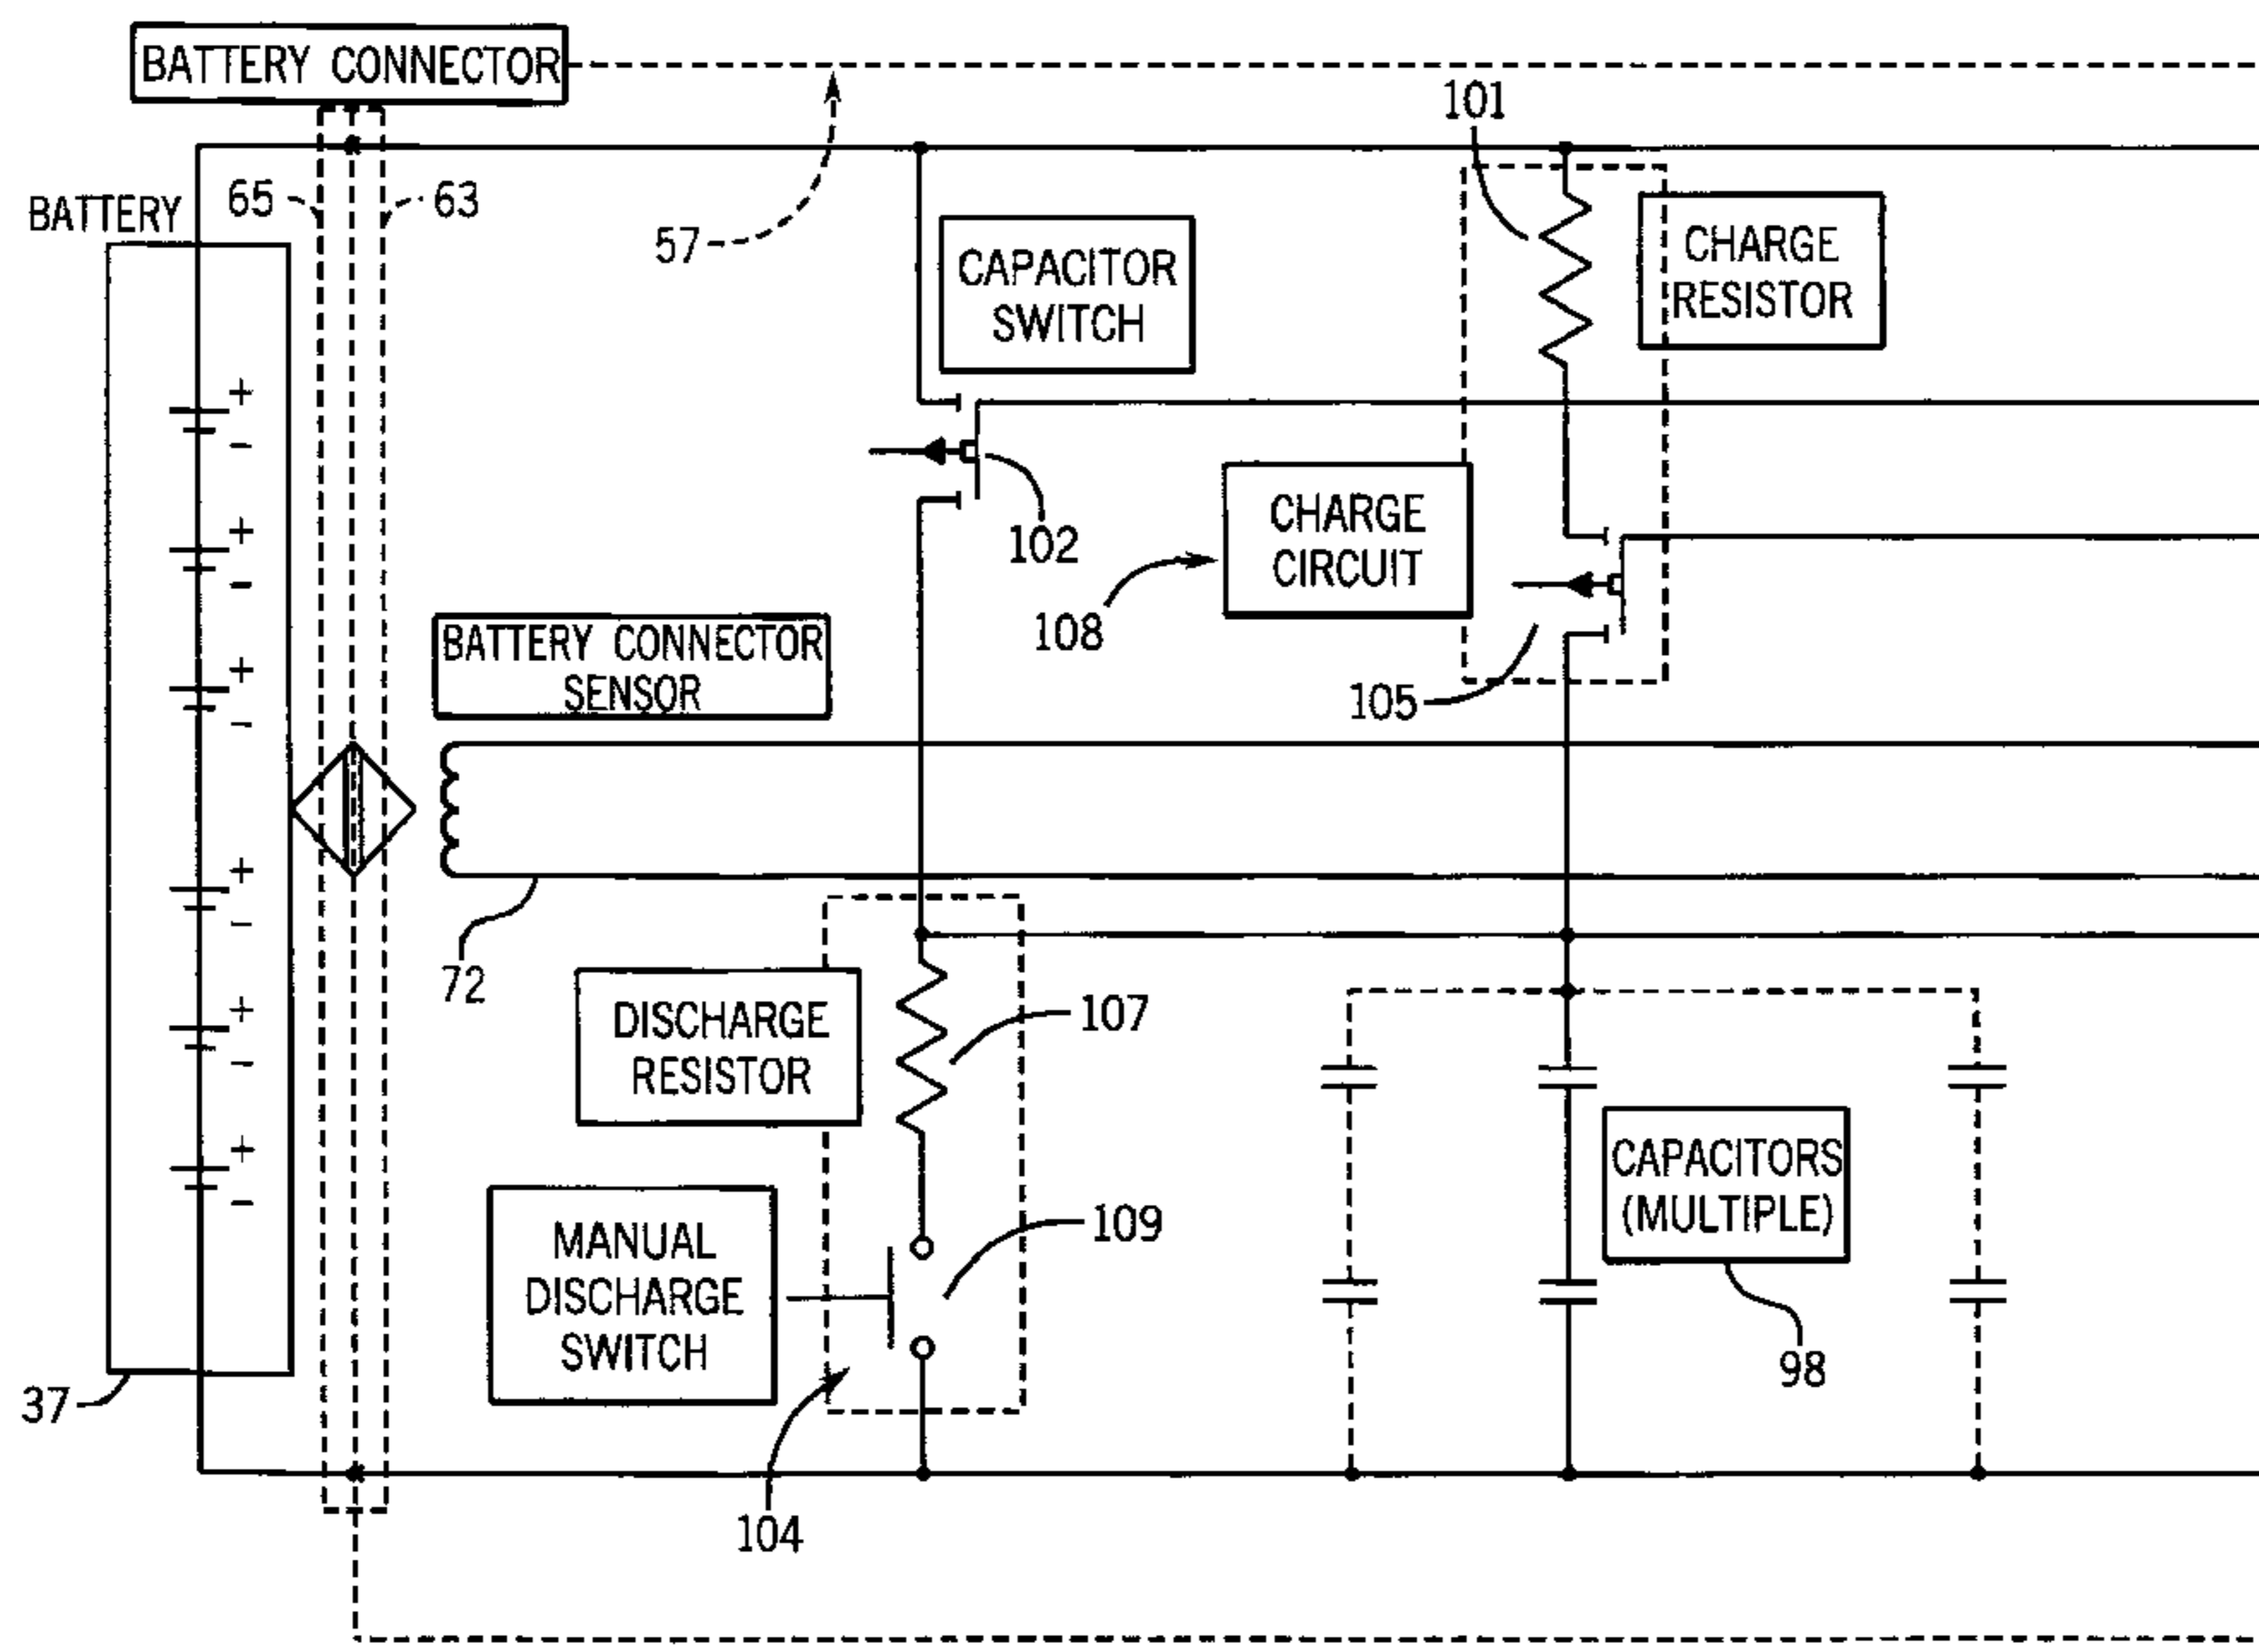 BATTERY CONNECTOR
101
65
63
BATTERY
57
CAPACITOR
SWITCH
CHARGE
RESISTOR
+
-
+
-
102
CHARGE
CIRCUIT
108
BATTERY CONNECTOR
SENSOR
+
-
105
+
-
72
DISCHARGE
RESISTOR
107
+
-
CAPACITORS
(MULTIPLE)
+
-
MANUAL
DISCHARGE
SWITCH
109
98
37
104